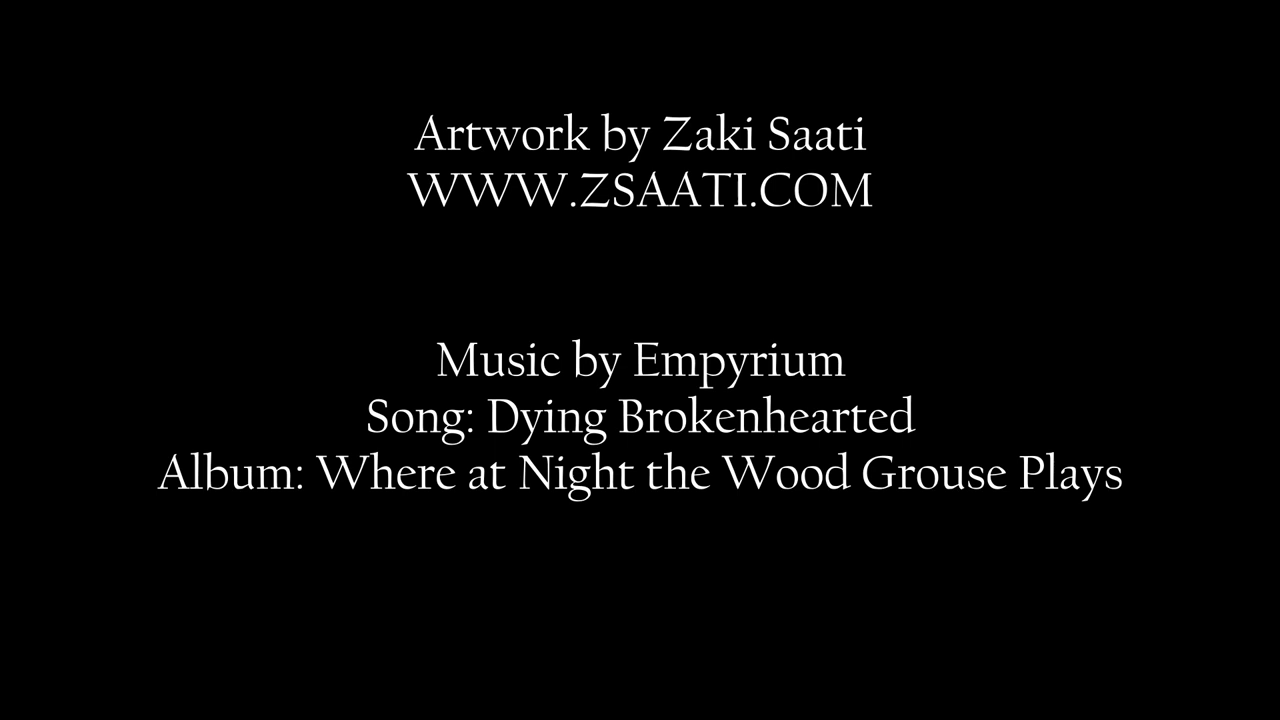 Artwork by Zaki Saati
WWW.ZSAATI.COM
Music by Empyrium
Song: Dying Brokenhearted
Album: Where at Night the Wood Grouse Plays